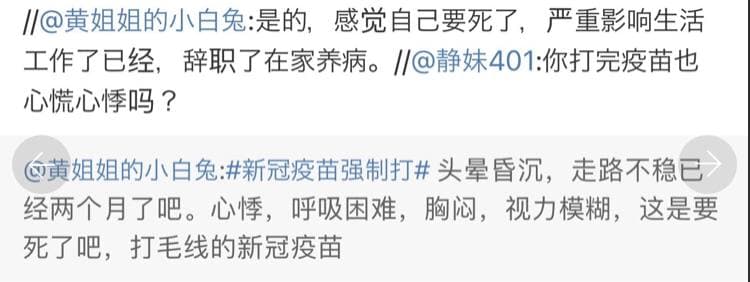 //@黄姐姐的小白兔:是的，感觉自己要死了，严重影响生活
工作了已经，辞职了在家养病。//@静妹401:你打完疫苗也
心慌心悸吗？
@黄姐姐的小白兔:#新冠疫苗强制打# 头晕昏沉，走路不稳已
经两个月了吧。心悸，呼吸困难，胸闷，视力模糊，这是要
死了吧，打毛线的新冠疫苗